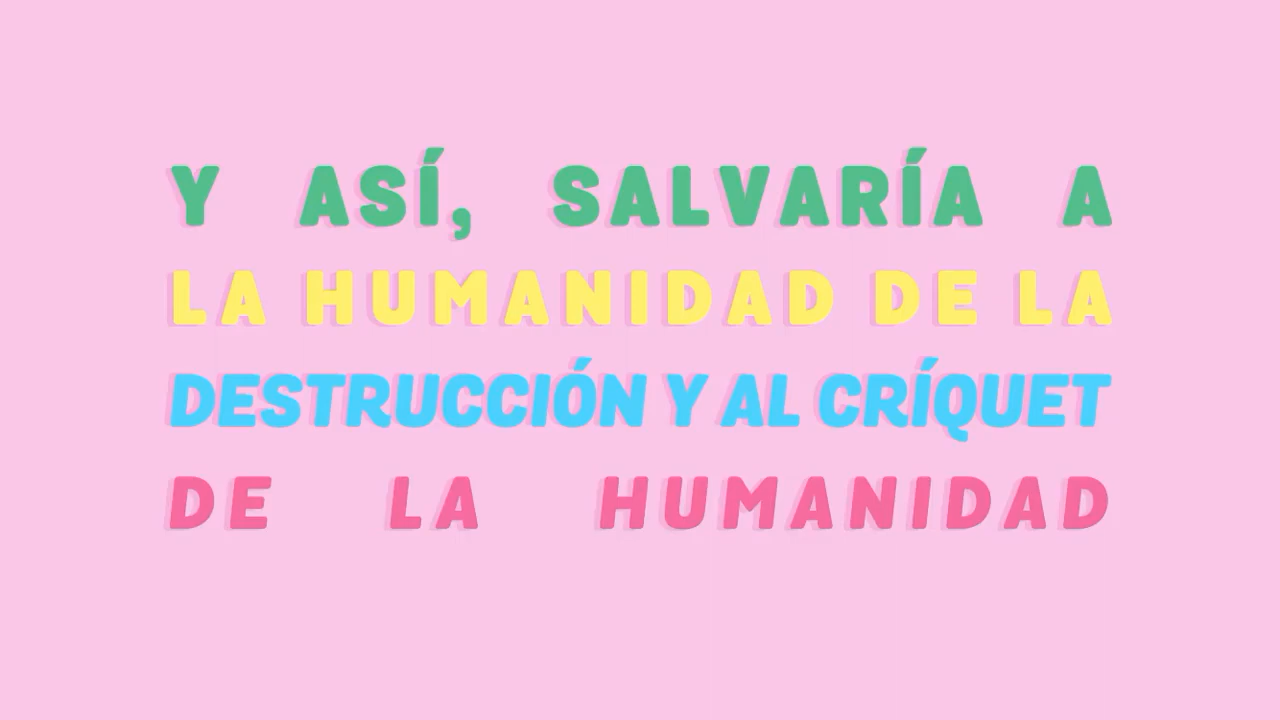 Y ASÍ, SALVARÍA A
LA HUMANIDAD DE LA
DESTRUCCIÓN Y AL CRÍQUET
DE LA HUMANIDAD